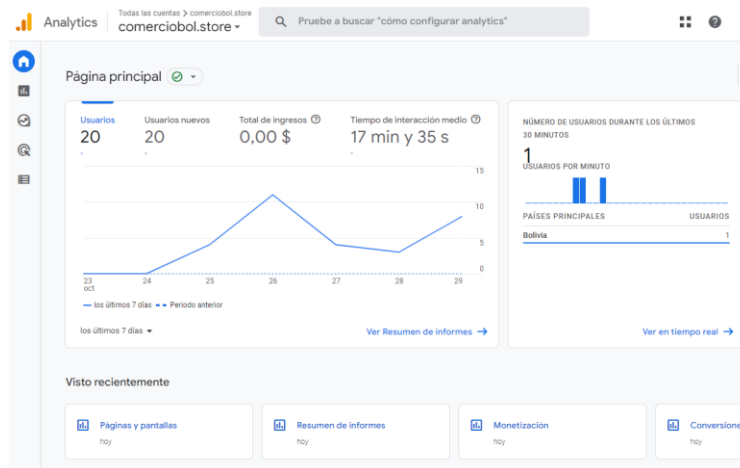 Analytics
Todas las cuentas > comerciobol.store
comerciobol.store
Pruebe a buscar "cómo configurar analytics"
Página principal
Usuarios
20
-
Usuarios nuevos
20
-
Total de ingresos
0,00 $
Tiempo de interacción medio
17 min y 35 s
-
15
10
5
0
23
oct
24
25
26
27
28
29
los últimos 7 días
Periodo anterior
los últimos 7 días
Ver Resumen de informes
NÚMERO DE USUARIOS DURANTE LOS ÚLTIMOS
30 MINUTOS
1
USUARIOS POR MINUTO
PAÍSES PRINCIPALES USUARIOS
Bolivia 1
Ver en tiempo real
Visto recientemente
Páginas y pantallas
hoy
Resumen de informes
hoy
Monetización
hoy
Conversione
hoy